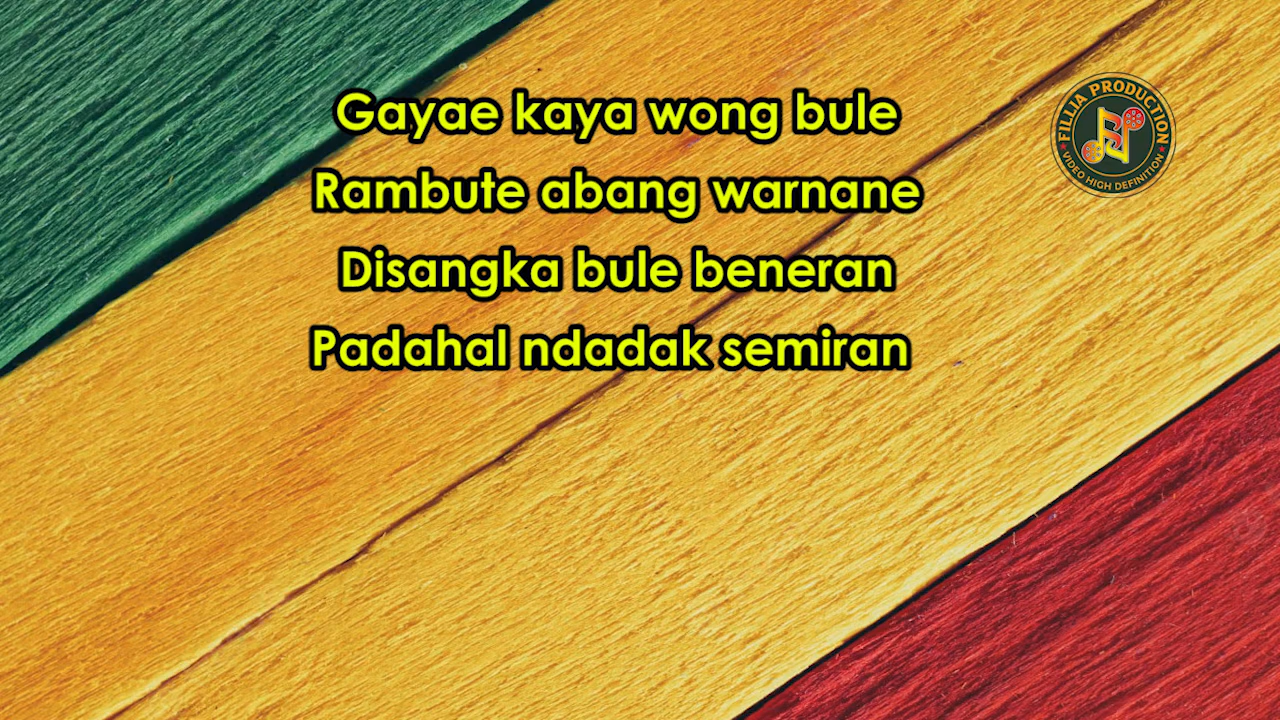 Gayae kaya wong bule
Rambute abang warnane
Disangka bule beneran
Padahal ndadak semiran
FILLIA PRODUCTION
VIDEO HIGH DEFINITION